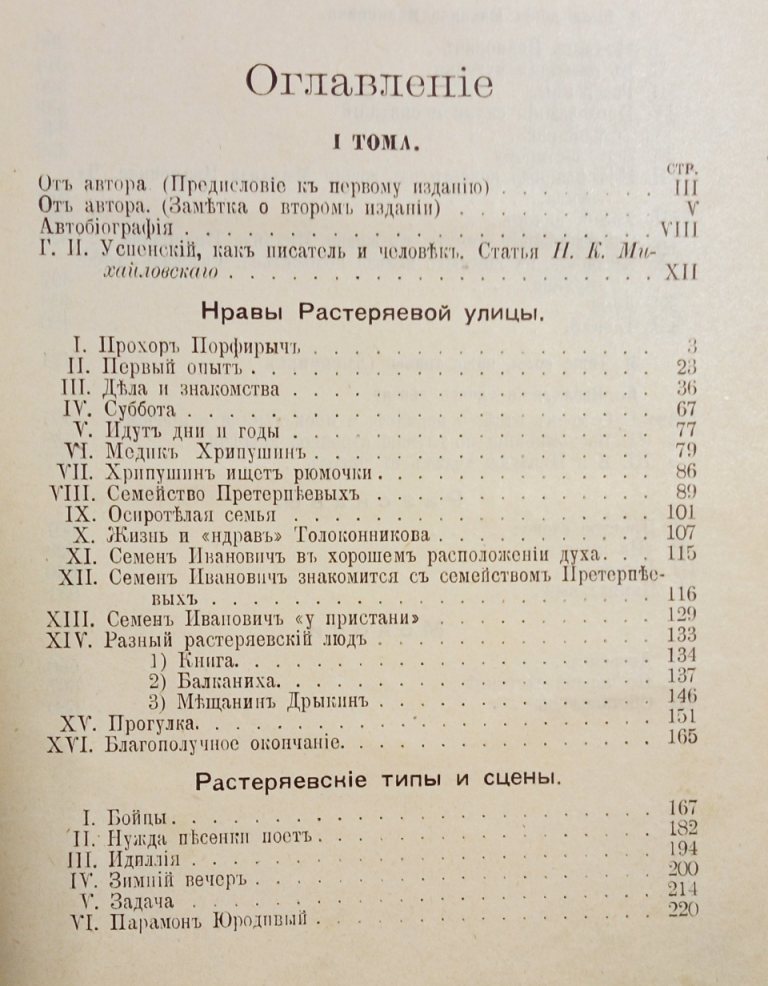 Оглавленіе
I ТОМА.
СТР.
Отъ автора (Предисловіе къ первому изданію) . . . . . . . . III
Отъ автора. (Замѣтка о второмъ изданіи) . . . . . . . . . . V
Автобіографія . . . . . . . . . . . . . . . . . . . . VIII
Г. И. Успенскій, какъ писатель и человѣкъ. Статья Н. К. Ми-
хайловскаго . . . . . . . . . . . . . . . . . . XII
Нравы Растеряевой улицы.
I. Прохоръ Порфирычъ . . . . . . . . . . . . . . . 3
II. Первый опытъ . . . . . . . . . . . . . . . . . 23
III. Дѣла и знакомства . . . . . . . . . . . . . . . . 36
IV. Суббота . . . . . . . . . . . . . . . . . . . . 67
V. Идутъ дни и годы . . . . . . . . . . . . . . . . 77
VI. Медикъ Хрипушинъ . . . . . . . . . . . . . . . 79
VII. Хрипушинъ ищетъ рюмочки . . . . . . . . . . . . 86
VIII. Семейство Претерпѣевыхъ . . . . . . . . . . . . 89
IX. Осиротѣлая семья . . . . . . . . . . . . . . . 101
X. Жизнь и «ндравъ» Толоконникова . . . . . . . . . 107
XI. Семенъ Ивановичъ въ хорошемъ расположеніи духа. . . 115
XII. Семенъ Ивановичъ знакомится съ семействомъ Претерпѣе-
выхъ . . . . . . . . . . . . . . . . . . . 116
XIII. Семенъ Ивановичъ «у пристани» . . . . . . . . . . 129
XIV. Разный растеряевскій людъ . . . . . . . . . . . . 133
1) Книга. . . . . . . . . . . . . . . . . . 134
2) Балканиха. . . . . . . . . . . . . . . . . 137
3) Мѣщанинъ Дрыкинъ . . . . . . . . . . . . 146
XV. Прогулка. . . . . . . . . . . . . . . . . . . 151
XVI. Благополучное окончаніе. . . . . . . . . . . . . . 165
Растеряевскіе типы и сцены.
I. Бойцы. . . . . . . . . . . . . . . . . . . . 167
II. Нужда пѣсенки поетъ. . . . . . . . . . . . . . . 182
III. Идиллія . . . . . . . . . . . . . . . . . . . 194
IV. Зимній вечеръ . . . . . . . . . . . . . . . . . 200
V. Задача . . . . . . . . . . . . . . . . . . . 214
VI. Парамонъ Юродивый . . . . . . . . . . . . . . 220